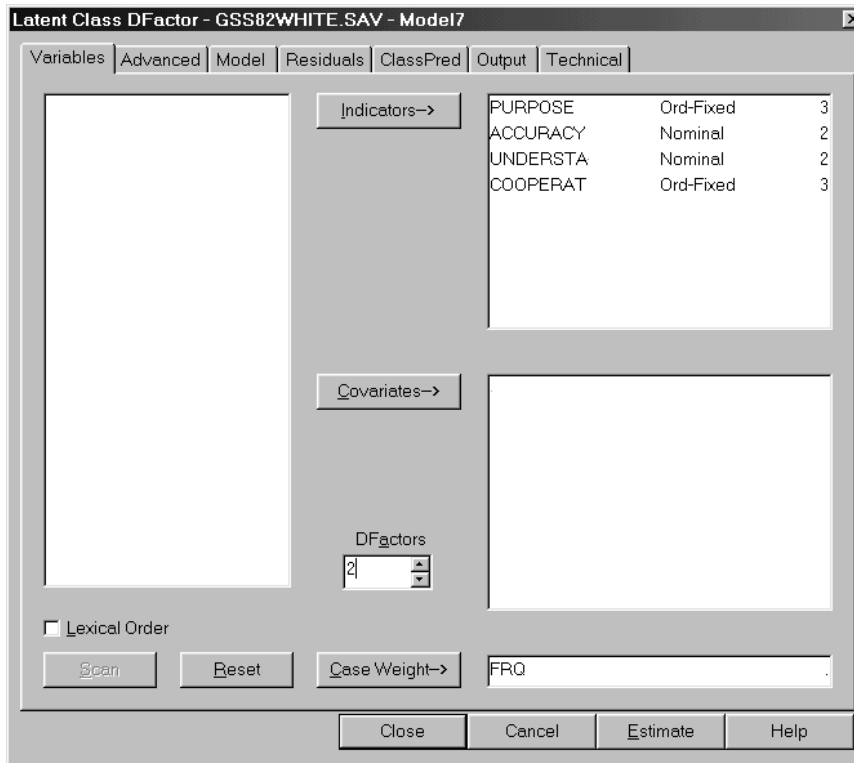 Latent Class DFactor - GSS82WHITE.SAV - Model7
Variables Advanced Model Residuals ClassPred Output Technical
Indicators-->
PURPOSE Ord-Fixed 3
ACCURACY Nominal 2
UNDERSTA Nominal 2
COOPERAT Ord-Fixed 3
Covariates-->
DFactors
2
Lexical Order
Scan Reset Case Weight--> FRQ
Close Cancel Estimate Help